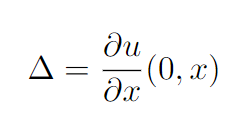 Δ = ∂u/∂x (0, x)